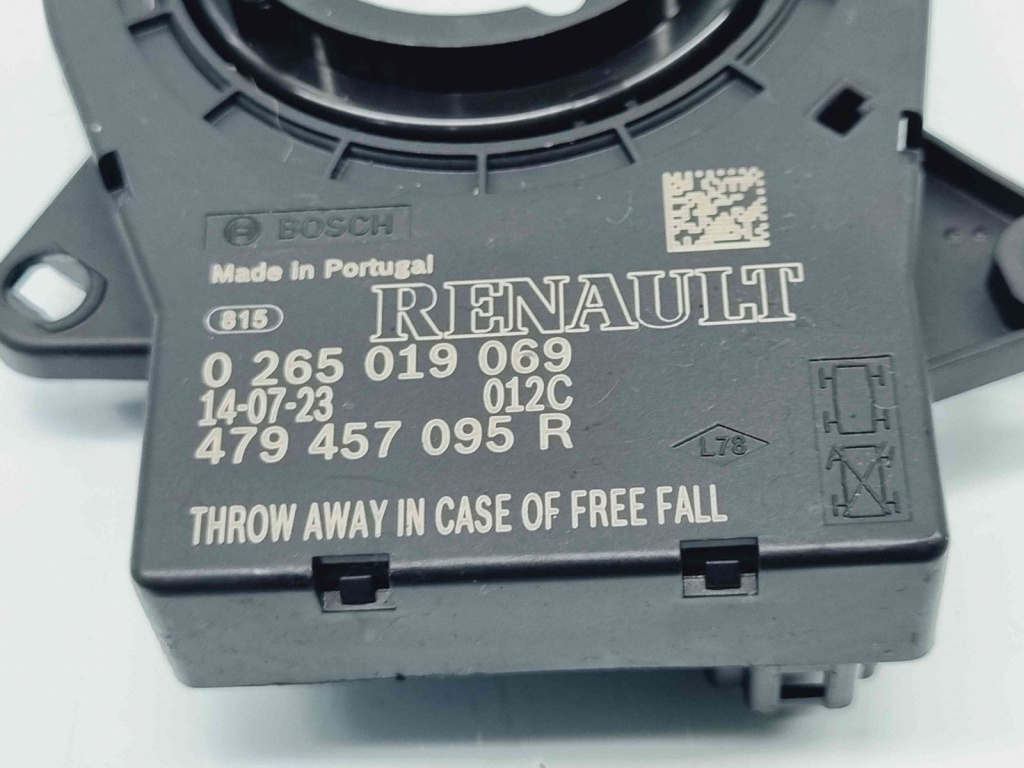 BOSCH
Made in Portugal
815
RENAULT
0 265 019 069
14-07-23 012C
479 457 095 R
L78
THROW AWAY IN CASE OF FREE FALL